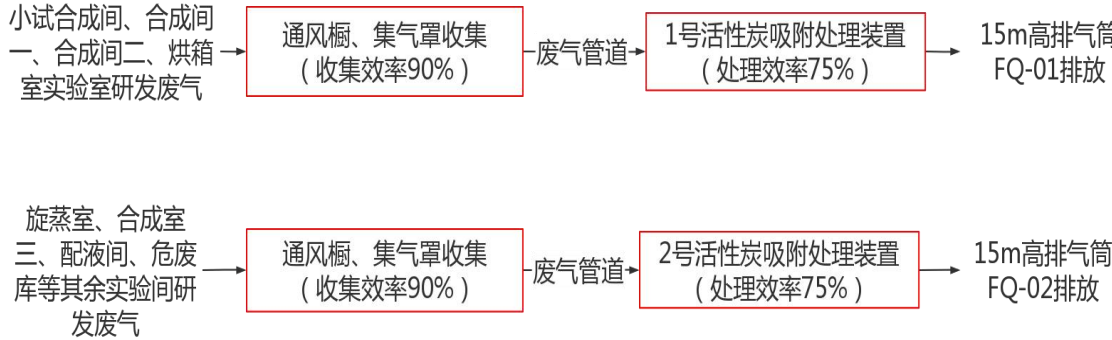 小试合成间、合成间
一、合成间二、烘箱
室实验室研发废气
通风橱、集气罩收集
（收集效率90%）
废气管道
1号活性炭吸附处理装置
（处理效率75%）
15m高排气筒
FQ-01排放
旋蒸室、合成室
三、配液间、危废
库等其余实验间研
发废气
通风橱、集气罩收集
（收集效率90%）
废气管道
2号活性炭吸附处理装置
（处理效率75%）
15m高排气筒
FQ-02排放